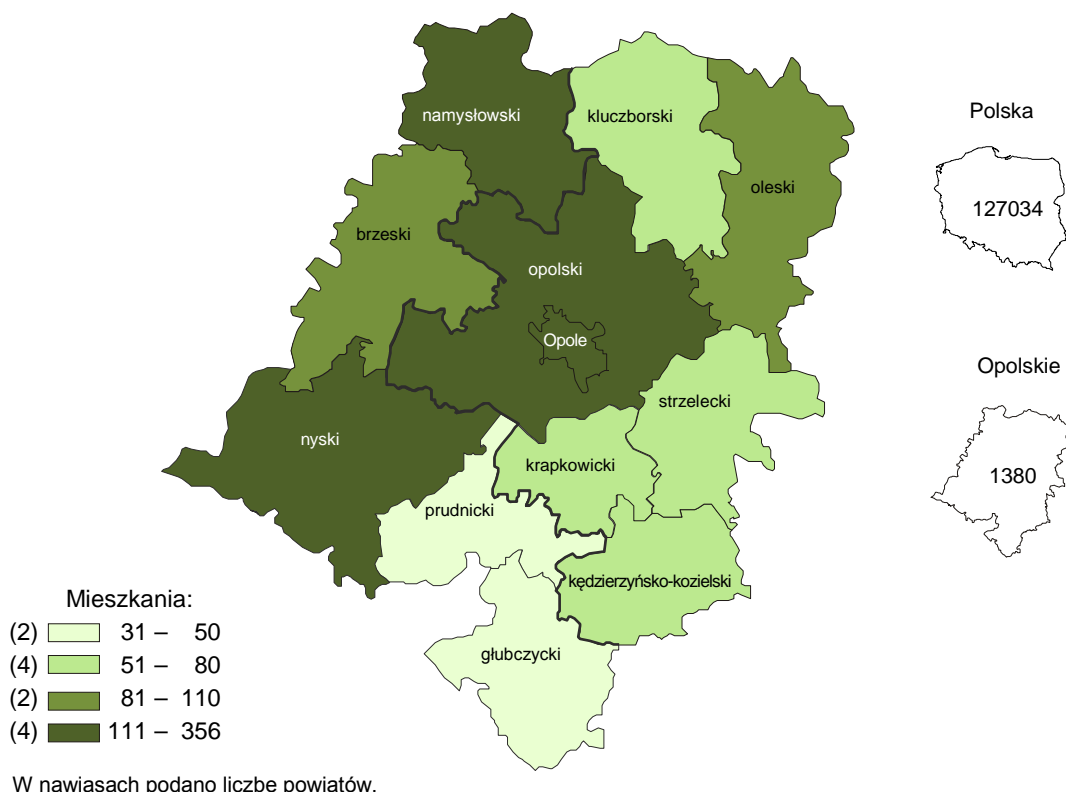 namysłowski
kluczborski
oleski
brzeski
opolski
Opole
strzelecki
nyski
krapkowicki
prudnicki
kędzierzyńsko-kozielski
głubczycki
Polska
127034
Opolskie
1380
Mieszkania:
(2) 31 – 50
(4) 51 – 80
(2) 81 – 110
(4) 111 – 356
W nawiasach podano liczbę powiatów.